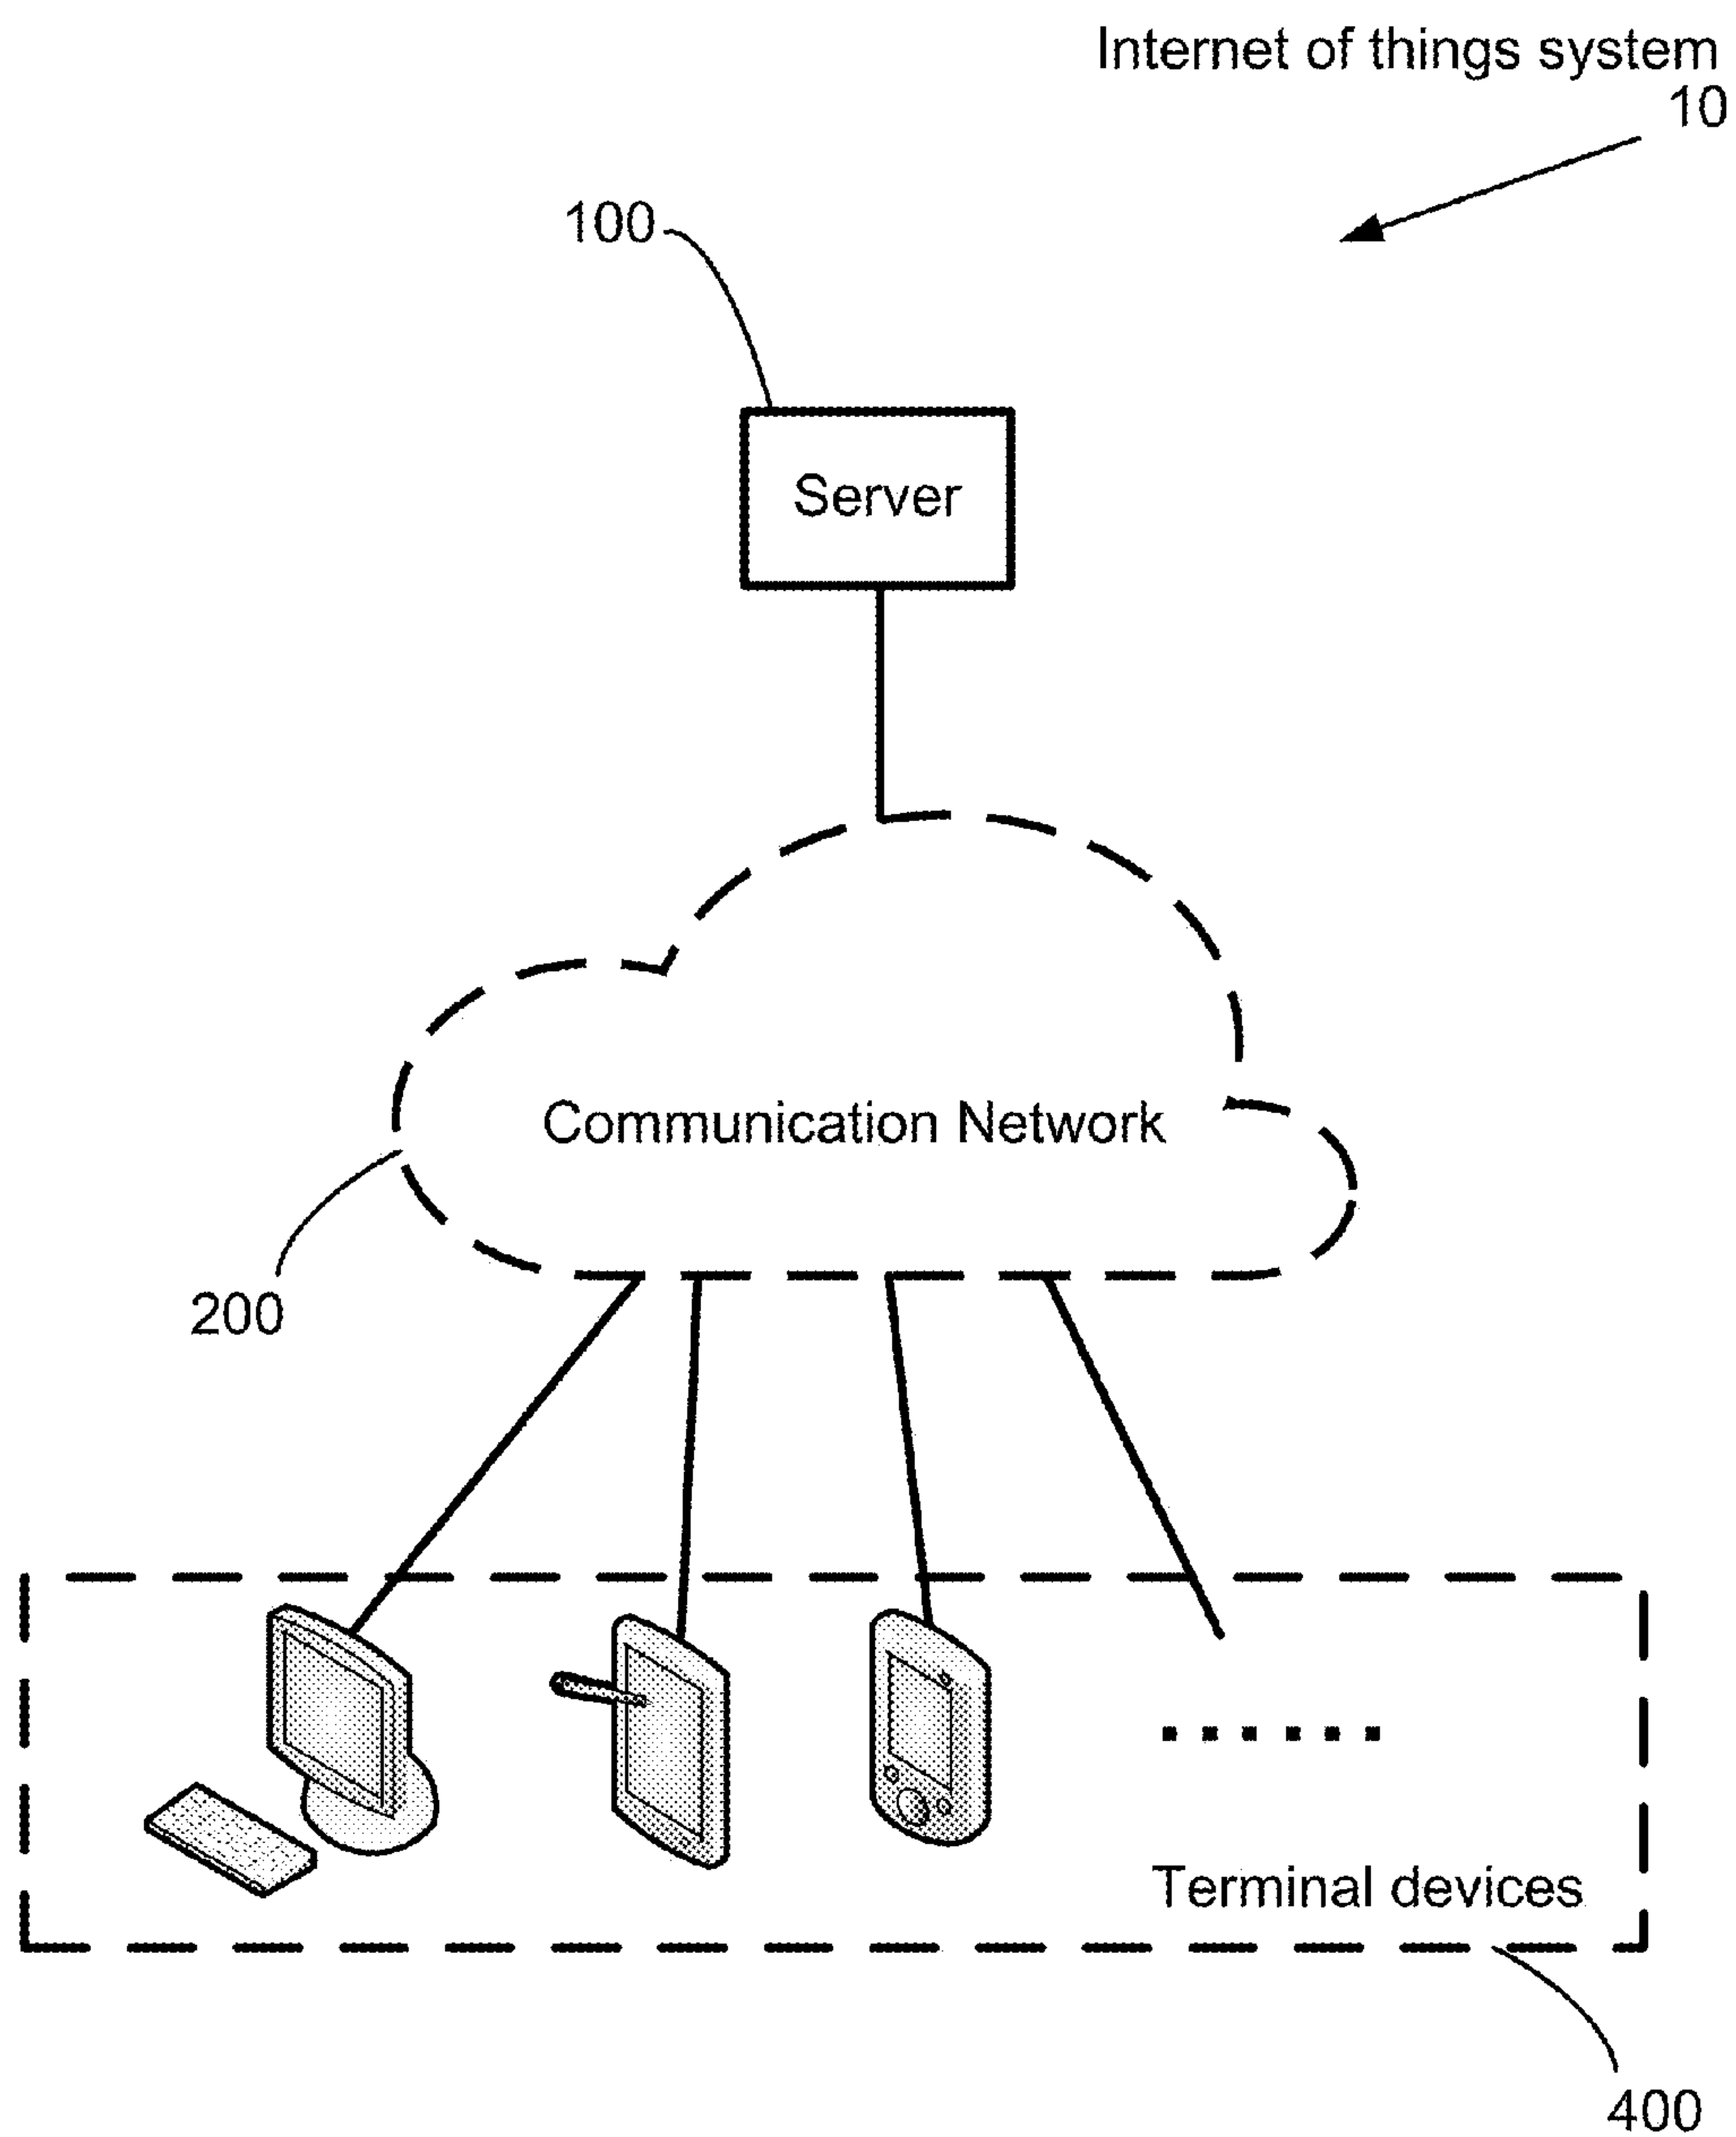 Internet of things system
10
100
Server
Communication Network
200
Terminal devices
400